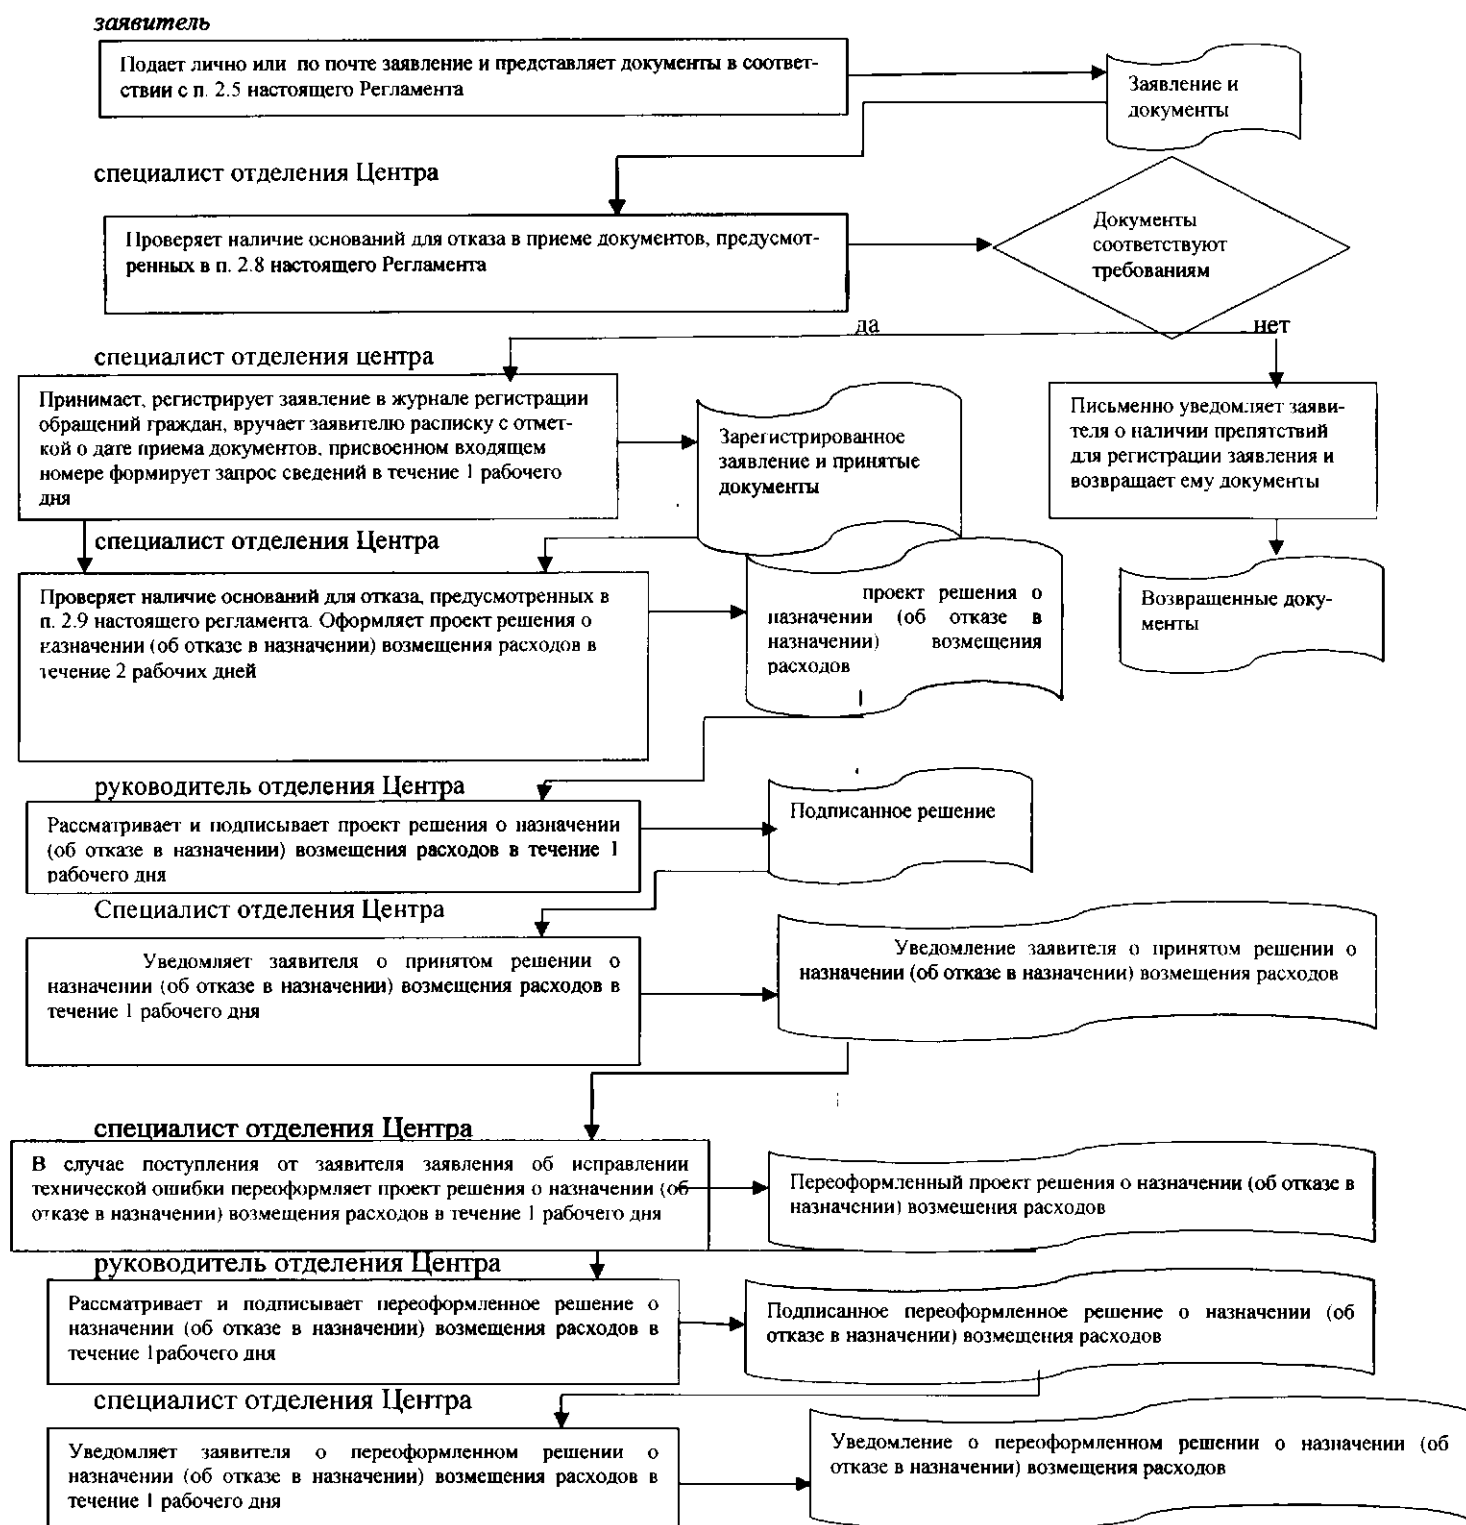 заявитель
Подает лично или по почте заявление и представляет документы в соответ-
ствии с п. 2.5 настоящего Регламента
Заявление и
документы
специалист отделения Центра
Проверяет наличие оснований для отказа в приеме документов, предусмот-
ренных в п. 2.8 настоящего Регламента
Документы
соответствуют
требованиям
да
нет
специалист отделения центра
Принимает, регистрирует заявление в журнале регистрации
обращений граждан, вручает заявителю расписку с отмет-
кой о дате приема документов, присвоенном входящем
номере формирует запрос сведений в течение 1 рабочего
дня
Зарегистрированное
заявление и принятые
документы
Письменно уведомляет заяви-
теля о наличии препятствий
для регистрации заявления и
возвращает ему документы
специалист отделения Центра
Проверяет наличие оснований для отказа, предусмотренных в
п. 2.9 настоящего регламента. Оформляет проект решения о
назначении (об отказе в назначении) возмещения расходов в
течение 2 рабочих дней
проект решения о
назначении (об отказе в
назначении) возмещения
расходов
Возвращенные доку-
менты
руководитель отделения Центра
Рассматривает и подписывает проект решения о назначении
(об отказе в назначении) возмещения расходов в течение 1
рабочего дня
Подписанное решение
Специалист отделения Центра
Уведомляет заявителя о принятом решении о
назначении (об отказе в назначении) возмещения расходов в
течение 1 рабочего дня
Уведомление заявителя о принятом решении о
назначении (об отказе в назначении) возмещения расходов
специалист отделения Центра
В случае поступления от заявителя заявления об исправлении
технической ошибки переоформляет проект решения о назначении (об
отказе в назначении) возмещения расходов в течение 1 рабочего дня
Переоформленный проект решения о назначении (об отказе в
назначении) возмещения расходов
руководитель отделения Центра
Рассматривает и подписывает переоформленное решение о
назначении (об отказе в назначении) возмещения расходов в
течение 1рабочего дня
Подписанное переоформленное решение о назначении (об
отказе в назначении) возмещения расходов
специалист отделения Центра
Уведомляет заявителя о переоформленном решении о
назначении (об отказе в назначении) возмещения расходов в
течение 1 рабочего дня
Уведомление о переоформленном решении о назначении (об
отказе в назначении) возмещения расходов